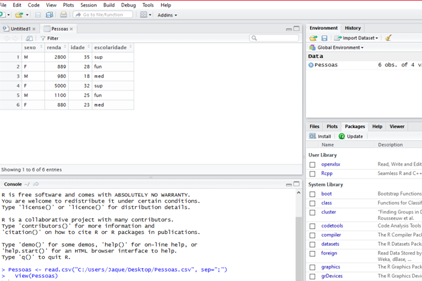 File Edit Code View Plots Session Build Debug Tools Help
Go to file/function
Addins
Untitled1
Pessoas
Filter
sexo renda idade escolaridade
1 M 2800 35 sup
2 F 889 28 fun
3 M 980 18 med
4 F 5000 32 sup
5 M 1100 25 fun
6 F 880 23 med
Showing 1 to 6 of 6 entries
Console
R is free software and comes with ABSOLUTELY NO WARRANTY.
You are welcome to redistribute it under certain conditions.
Type 'license()' or 'licence()' for distribution details.
R is a collaborative project with many contributors.
Type 'contributors()' for more information and
'citation()' on how to cite R or R packages in publications.
Type 'demo()' for some demos, 'help()' for on-line help, or
'help.start()' for an HTML browser interface to help.
Type 'q()' to quit R.
> Pessoas <- read.csv("C:/Users/Jaque/Desktop/Pessoas.csv", sep=";")
> View(Pessoas)
Environment History
Import Dataset
Global Environment
Data
Pessoas 6 obs. of 4 v
Files Plots Packages Help Viewer
Install Update
Name Description
User Library
openxlsx Read, Write and Edit
Rcpp Seamless R and C++
System Library
boot Bootstrap Functions
class Functions for Classif
cluster "Finding Groups in D
Rousseeuw et al.
codetools Code Analysis Tools
compiler The R Compiler Pac
datasets The R Datasets Pack
foreign Read Data Stored by
Weka, dBase, ...
graphics The R Graphics Pack
grDevices The R Graphics Devi